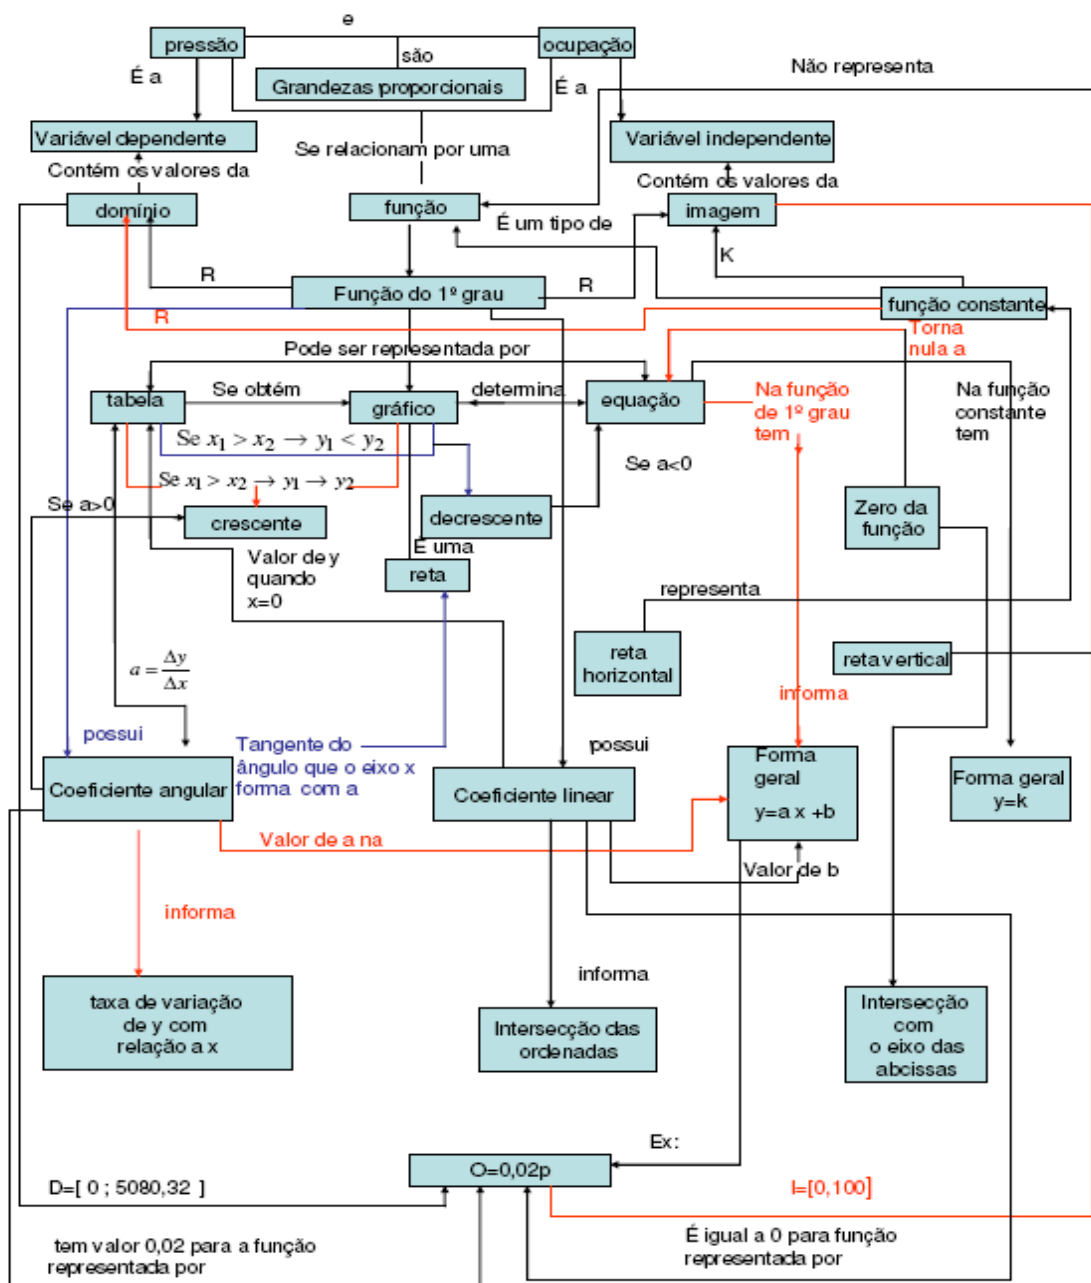 e
pressão
ocupação
são
É a
Grandezas proporcionais
É a
Não representa
Variável dependente
Se relacionam por uma
Variável independente
Contém os valores da
Contém os valores da
domínio
função
imagem
É um tipo de
K
R
Função do 1º grau
R
função constante
R
Torna
nula a
Pode ser representada por
tabela
Se obtém
gráfico
determina
equação
Na função
de 1º grau
tem
Na função
constante
tem
Se x₁ > x₂ → y₁ < y₂
Se a<0
Se x₁ > x₂ → y₁ → y₂
Se a>0
crescente
decrescente
Zero da
função
Valor de y
quando
x=0
É uma
reta
representa
reta
horizontal
reta vertical
a = Δy/Δx
informa
possui
Tangente do
ângulo que o eixo x
forma com a
possui
Coeficiente angular
Coeficiente linear
Forma
geral
y=a x +b
Forma geral
y=k
Valor de a na
Valor de b
informa
informa
taxa de variação
de y com
relação a x
Intersecção das
ordenadas
Intersecção
com
o eixo das
abcissas
Ex:
O=0,02p
D=[ 0 ; 5080,32 ]
I=[0,100]
tem valor 0,02 para a função
representada por
É igual a 0 para função
representada por